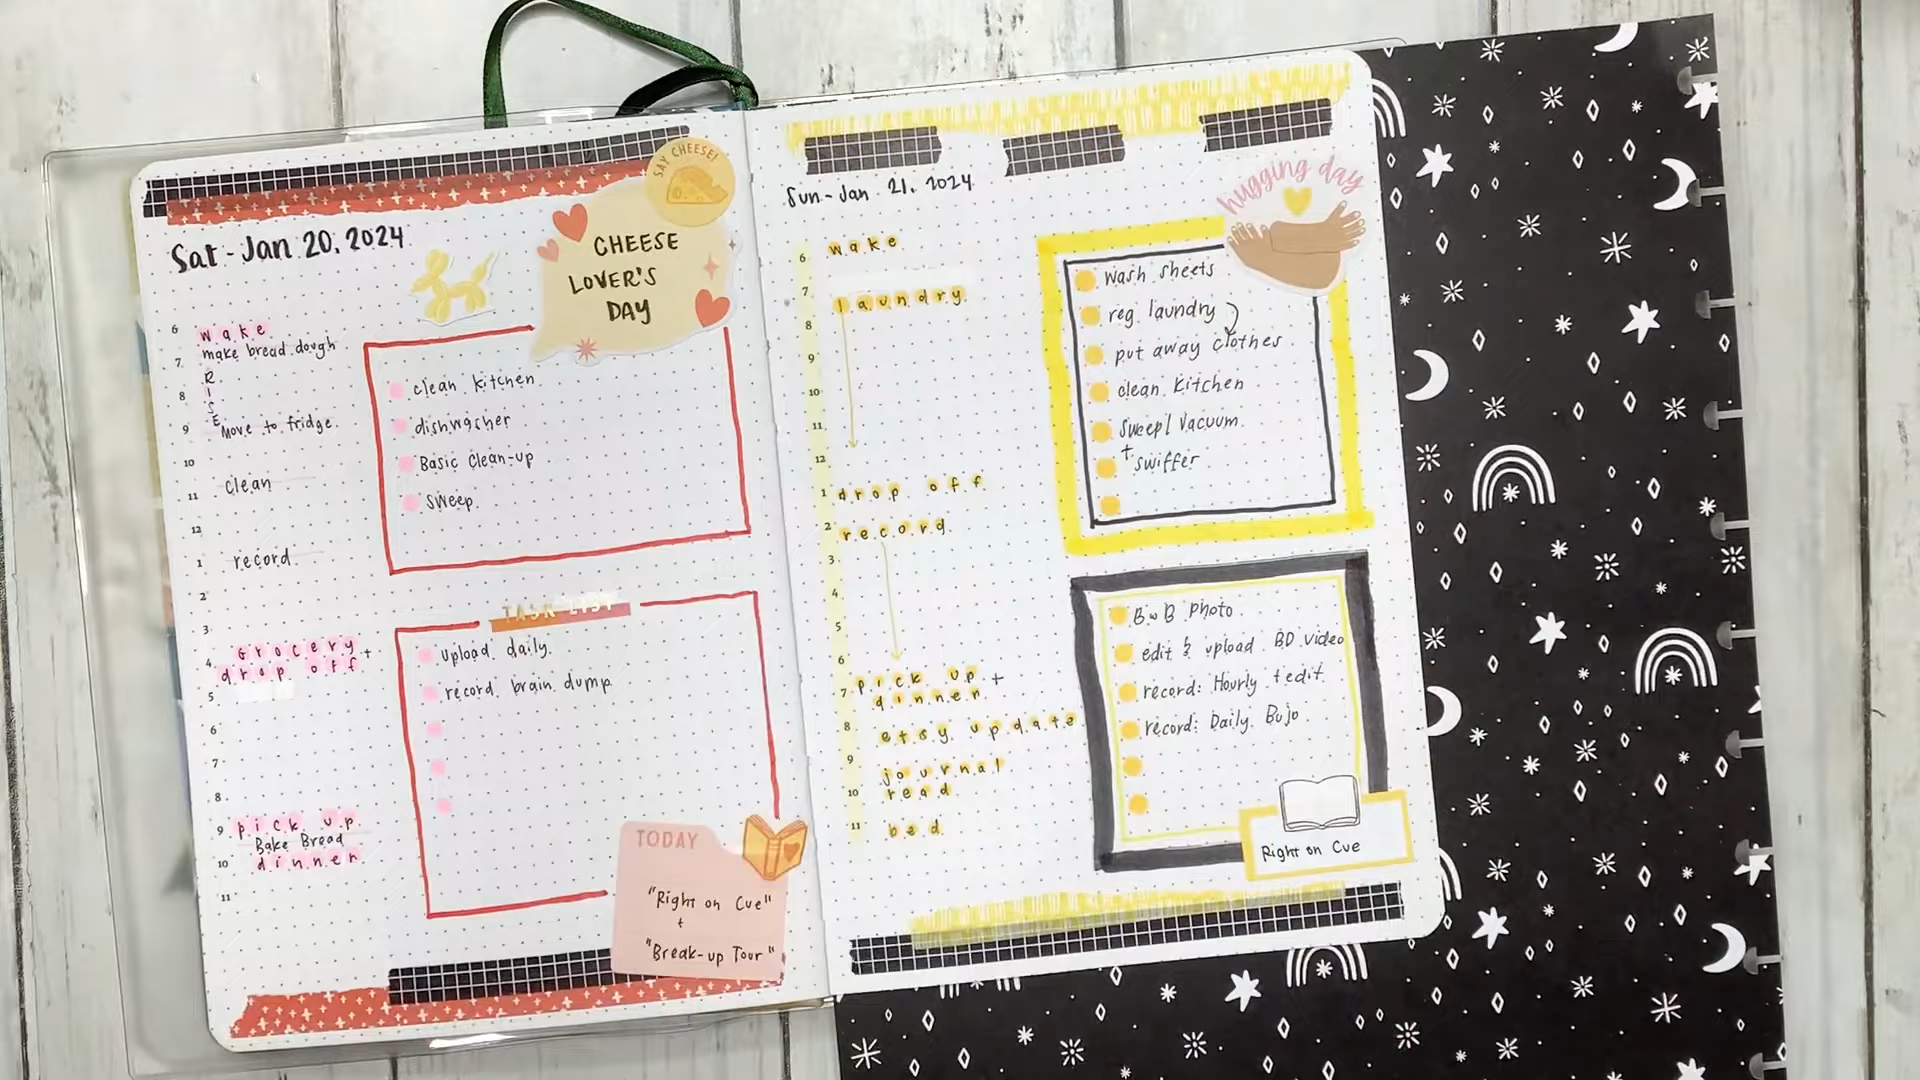 Sat - Jan 20, 2024
SAY CHEESE!
CHEESE
LOVER'S
DAY
6 wake
7 make bread dough
R
I
8
S
E
9 Move to fridge
10
11 clean
12
1 record
2
3
4 Grocery +
drop off
5
6
7
8
9 pick up
Bake Bread
10 dinner
11
clean kitchen
dishwasher
Basic Clean-up
Sweep
TASK LIST
upload daily
record brain dump
TODAY
"Right on Cue"
+
"Break-up Tour"
Sun - Jan 21, 2024
hugging day
6 wake
7 laundry
8
9
10
11
12
1 drop off
2 record
3
4
5
6
7 pick up +
dinner
8 etsy update
9 journal
10 read
11 bed
wash sheets
reg. laundry
put away clothes
clean kitchen
Sweep/Vacuum
+ swiffer
BwB Photo
edit & upload BD video
record: Hourly + edit
record: Daily Bujo
Right on Cue